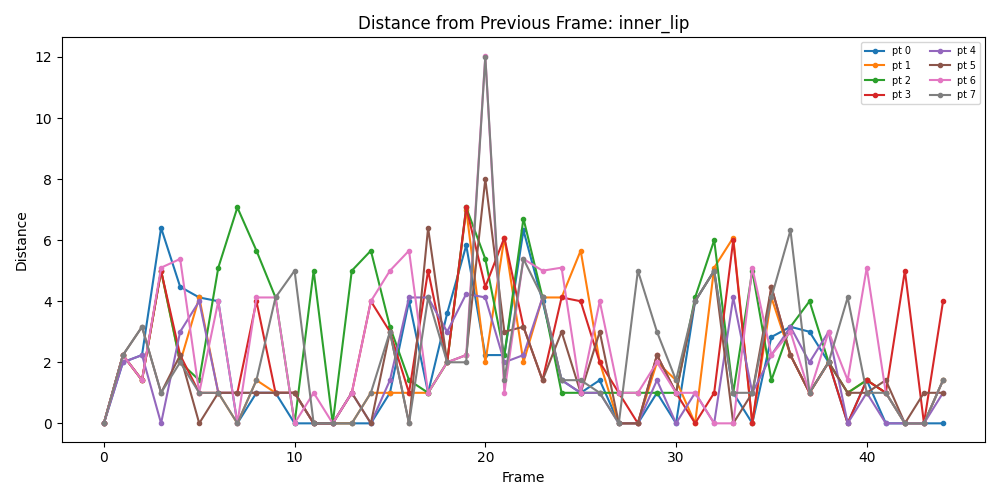 Distance from Previous Frame: inner_lip
12
10
8
6
4
2
0
Distance
0
10
20
30
40
Frame
pt 0
pt 1
pt 2
pt 3
pt 4
pt 5
pt 6
pt 7